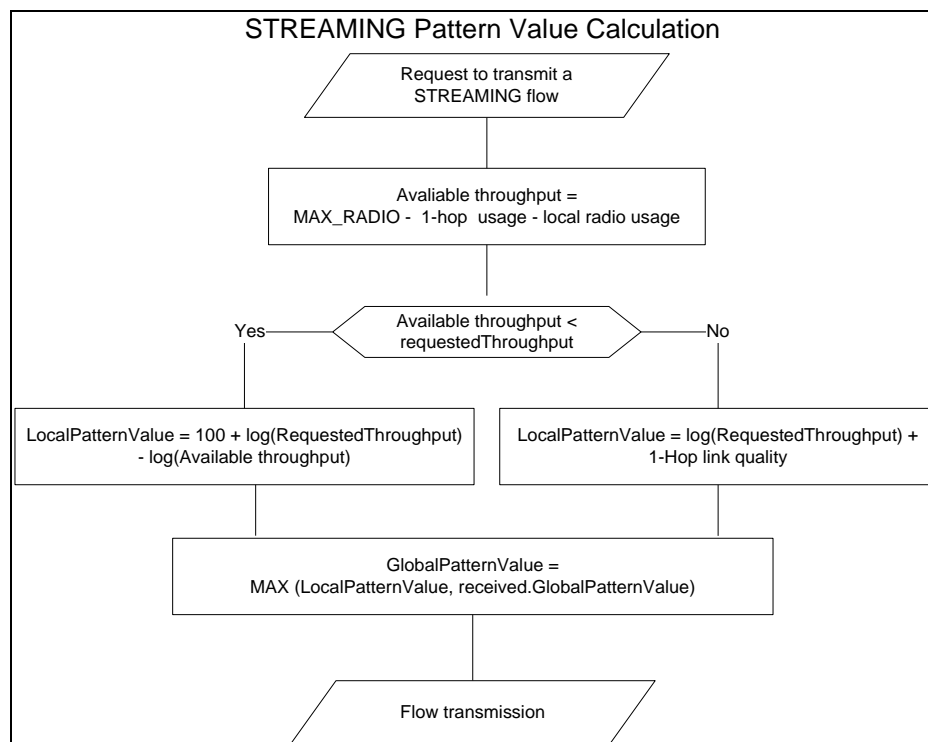 STREAMING Pattern Value Calculation
Request to transmit a
STREAMING flow
Avaliable throughput =
MAX_RADIO - 1-hop usage - local radio usage
Available throughput <
requestedThroughput
Yes
No
LocalPatternValue = 100 + log(RequestedThroughput)
- log(Available throughput)
LocalPatternValue = log(RequestedThroughput) +
1-Hop link quality
GlobalPatternValue =
MAX (LocalPatternValue, received.GlobalPatternValue)
Flow transmission